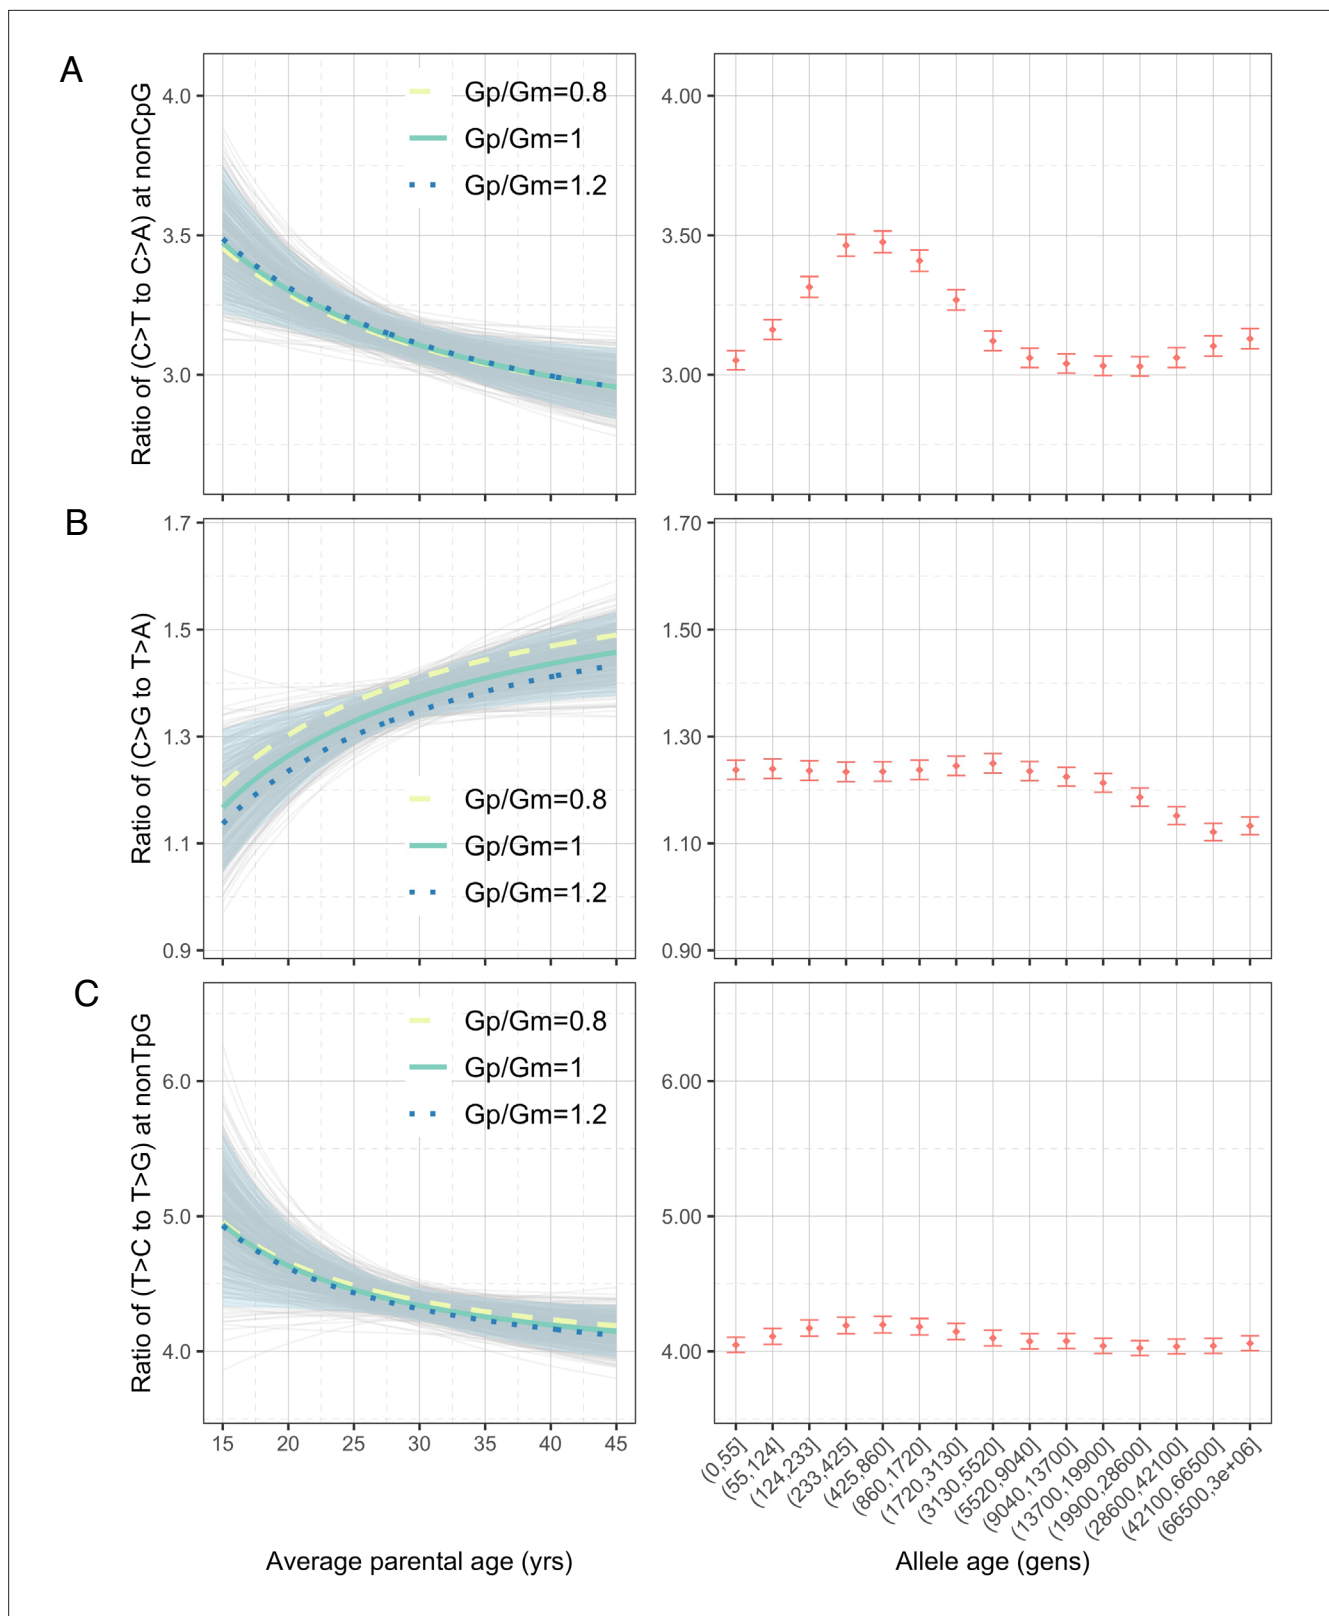 A
Ratio of (C>T to C>A) at nonCpG
4.0
3.5
3.0
Gp/Gm=0.8
Gp/Gm=1
Gp/Gm=1.2
4.00
3.50
3.00
B
Ratio of (C>G to T>A)
1.7
1.5
1.3
1.1
0.9
Gp/Gm=0.8
Gp/Gm=1
Gp/Gm=1.2
1.70
1.50
1.30
1.10
0.90
C
Ratio of (T>C to T>G) at nonTpG
6.0
5.0
4.0
Gp/Gm=0.8
Gp/Gm=1
Gp/Gm=1.2
6.00
5.00
4.00
15 20 25 30 35 40 45
Average parental age (yrs)
(0,55]
(55,124]
(124,233]
(233,425]
(425,860]
(860,1720]
(1720,3130]
(3130,5520]
(5520,9040]
(9040,13700]
(13700,19900]
(19900,28600]
(28600,42100]
(42100,66500]
(66500,3e+06]
Allele age (gens)